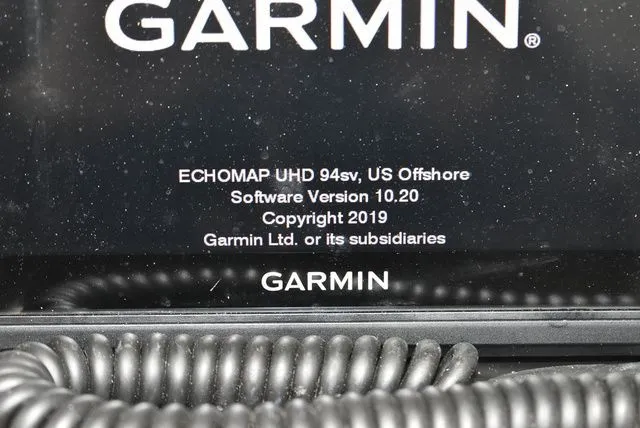 GARMIN®
ECHOMAP UHD 94sv, US Offshore
Software Version 10.20
Copyright 2019
Garmin Ltd. or its subsidiaries
GARMIN